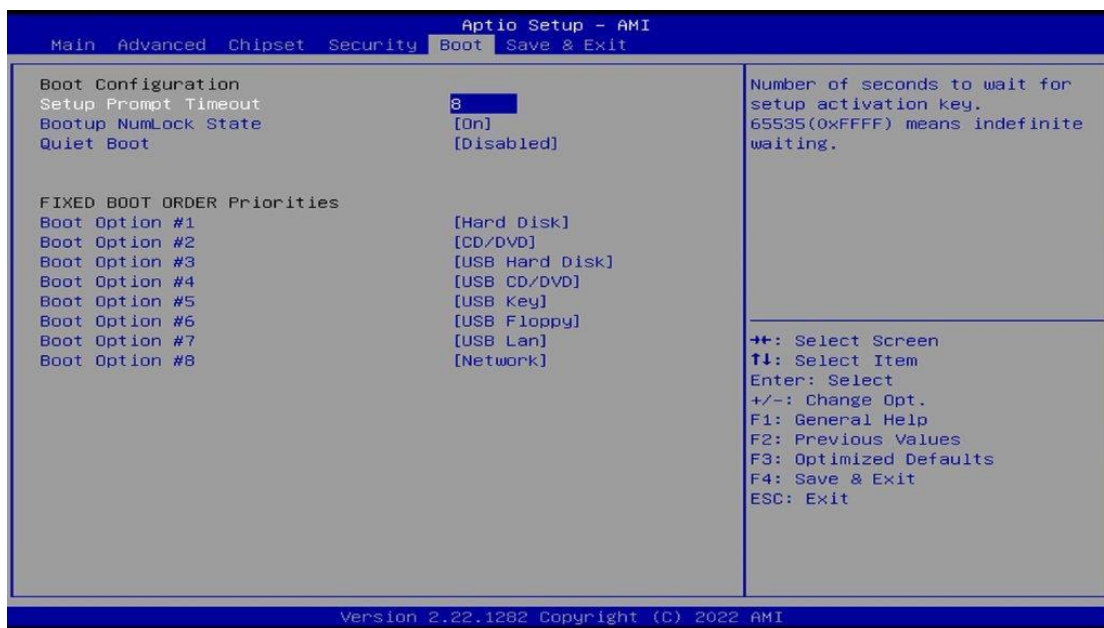 Aptio Setup - AMI
Main Advanced Chipset Security Boot Save & Exit
Boot Configuration
Setup Prompt Timeout 8
Bootup NumLock State [On]
Quiet Boot [Disabled]
FIXED BOOT ORDER Priorities
Boot Option #1 [Hard Disk]
Boot Option #2 [CD/DVD]
Boot Option #3 [USB Hard Disk]
Boot Option #4 [USB CD/DVD]
Boot Option #5 [USB Key]
Boot Option #6 [USB Floppy]
Boot Option #7 [USB Lan]
Boot Option #8 [Network]
Number of seconds to wait for
setup activation key.
65535(0xFFFF) means indefinite
waiting.
→←: Select Screen
↑↓: Select Item
Enter: Select
+/-: Change Opt.
F1: General Help
F2: Previous Values
F3: Optimized Defaults
F4: Save & Exit
ESC: Exit
Version 2.22.1282 Copyright (C) 2022 AMI